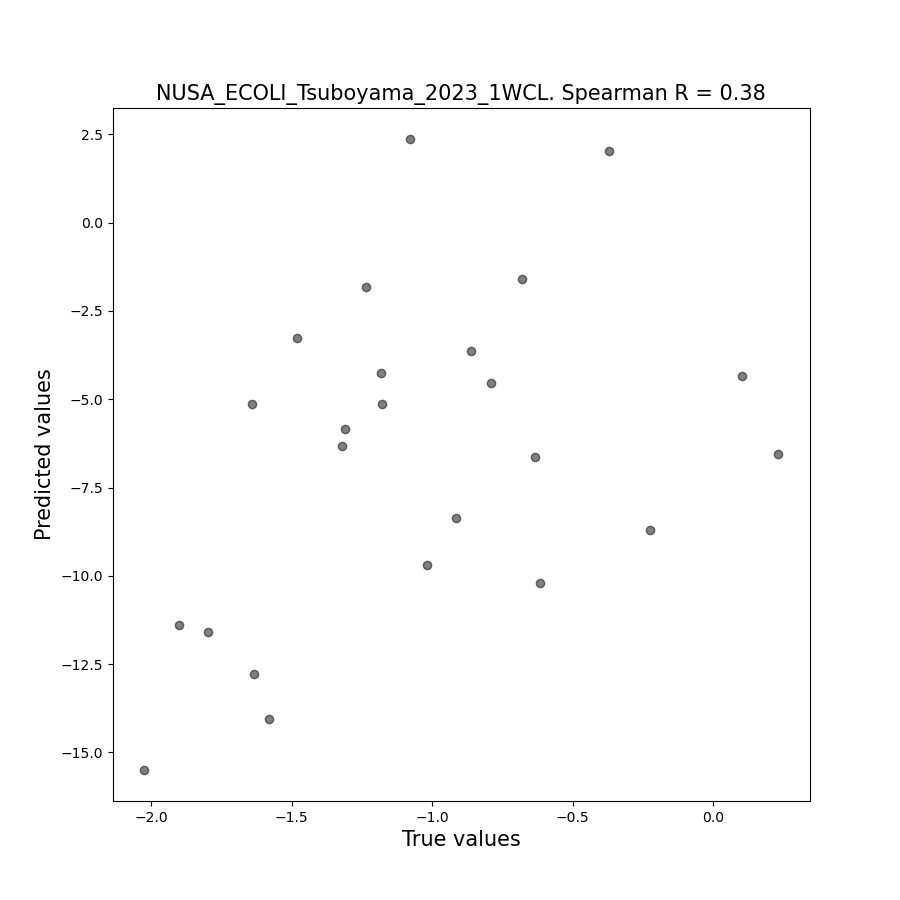 NUSA_ECOLI_Tsuboyama_2023_1WCL. Spearman R = 0.38
2.5
0.0
−2.5
−5.0
−7.5
−10.0
−12.5
−15.0
Predicted values
−2.0 −1.5 −1.0 −0.5 0.0
True values